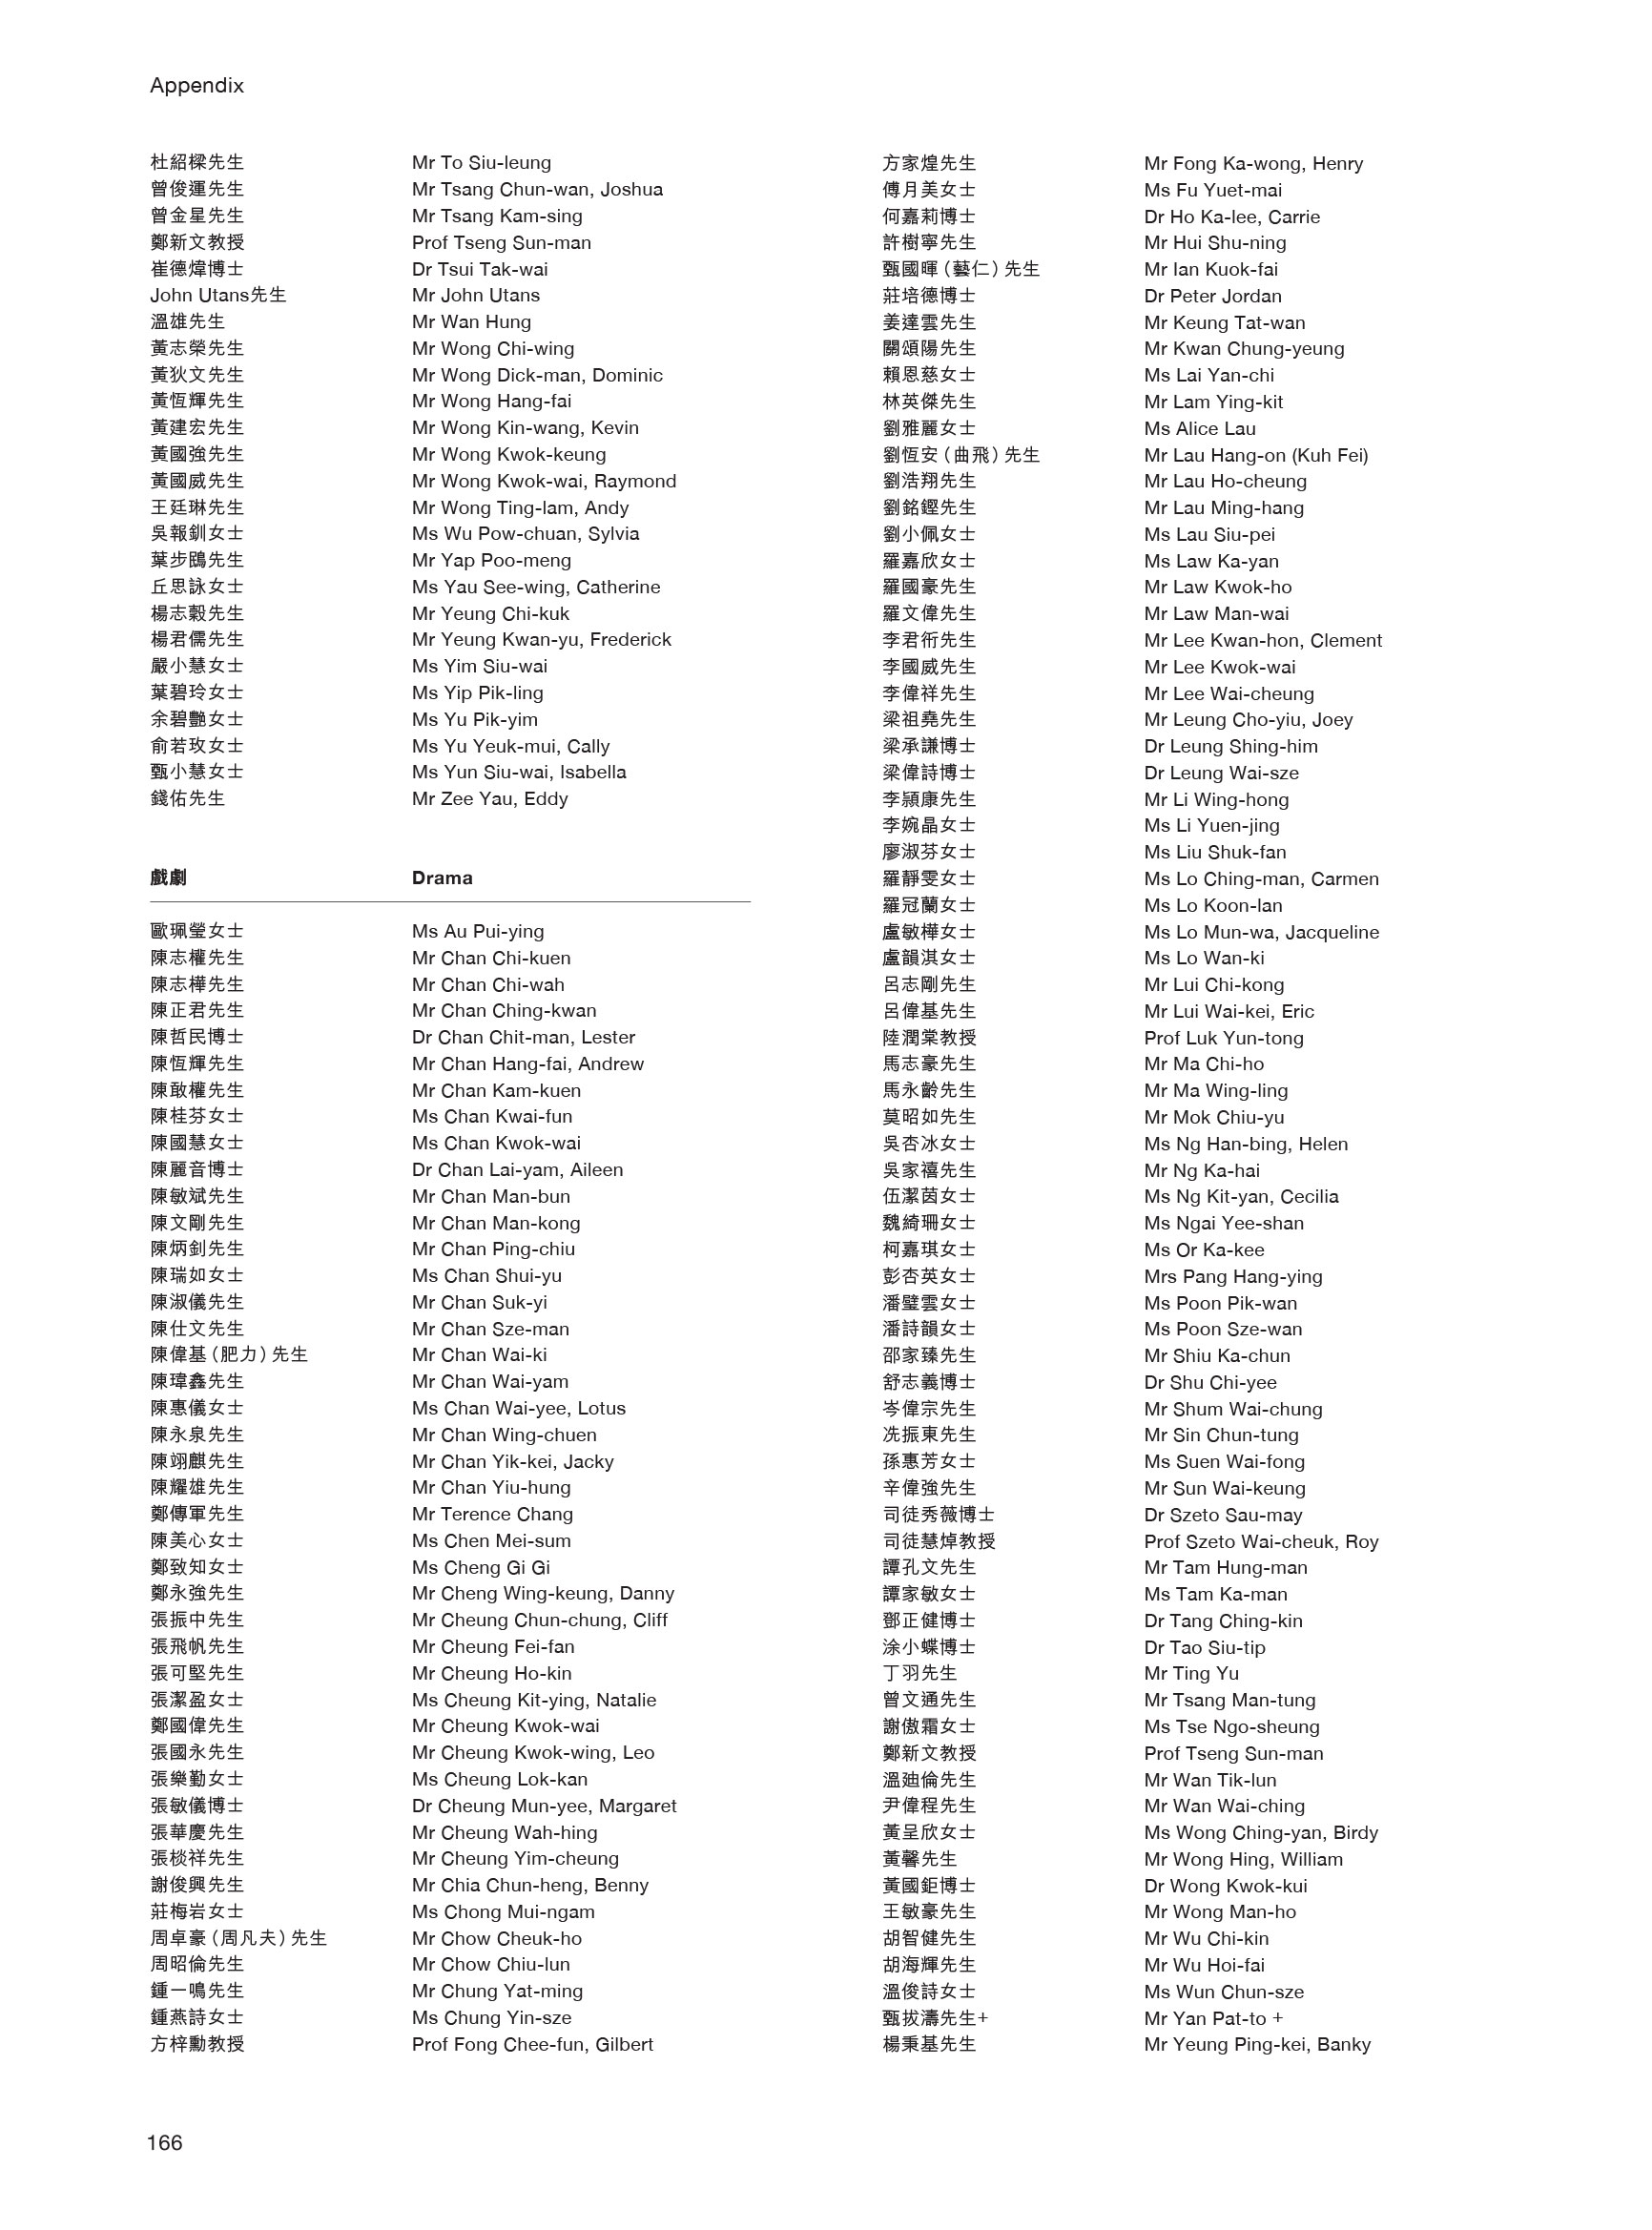 Appendix
杜紹樑先生 Mr To Siu-leung
曾俊運先生 Mr Tsang Chun-wan, Joshua
曾金星先生 Mr Tsang Kam-sing
鄭新文教授 Prof Tseng Sun-man
崔德煒博士 Dr Tsui Tak-wai
John Utans先生 Mr John Utans
溫雄先生 Mr Wan Hung
黃志榮先生 Mr Wong Chi-wing
黃狄文先生 Mr Wong Dick-man, Dominic
黃恆輝先生 Mr Wong Hang-fai
黃建宏先生 Mr Wong Kin-wang, Kevin
黃國強先生 Mr Wong Kwok-keung
黃國威先生 Mr Wong Kwok-wai, Raymond
王廷琳先生 Mr Wong Ting-lam, Andy
吳報釧女士 Ms Wu Pow-chuan, Sylvia
葉步鴖先生 Mr Yap Poo-meng
丘思詠女士 Ms Yau See-wing, Catherine
楊志穀先生 Mr Yeung Chi-kuk
楊君儒先生 Mr Yeung Kwan-yu, Frederick
嚴小慧女士 Ms Yim Siu-wai
葉碧玲女士 Ms Yip Pik-ling
余碧艷女士 Ms Yu Pik-yim
俞若玫女士 Ms Yu Yeuk-mui, Cally
甄小慧女士 Ms Yun Siu-wai, Isabella
錢佑先生 Mr Zee Yau, Eddy
戲劇 Drama
歐珮瑩女士 Ms Au Pui-ying
陳志權先生 Mr Chan Chi-kuen
陳志樺先生 Mr Chan Chi-wah
陳正君先生 Mr Chan Ching-kwan
陳哲民博士 Dr Chan Chit-man, Lester
陳恆輝先生 Mr Chan Hang-fai, Andrew
陳敢權先生 Mr Chan Kam-kuen
陳桂芬女士 Ms Chan Kwai-fun
陳國慧女士 Ms Chan Kwok-wai
陳麗音博士 Dr Chan Lai-yam, Aileen
陳敏斌先生 Mr Chan Man-bun
陳文剛先生 Mr Chan Man-kong
陳炳釗先生 Mr Chan Ping-chiu
陳瑞如女士 Ms Chan Shui-yu
陳淑儀先生 Mr Chan Suk-yi
陳仕文先生 Mr Chan Sze-man
陳偉基（肥力）先生 Mr Chan Wai-ki
陳瑋鑫先生 Mr Chan Wai-yam
陳惠儀女士 Ms Chan Wai-yee, Lotus
陳永泉先生 Mr Chan Wing-chuen
陳翊麒先生 Mr Chan Yik-kei, Jacky
陳耀雄先生 Mr Chan Yiu-hung
鄭傳軍先生 Mr Terence Chang
陳美心女士 Ms Chen Mei-sum
鄭致知女士 Ms Cheng Gi Gi
鄭永強先生 Mr Cheng Wing-keung, Danny
張振中先生 Mr Cheung Chun-chung, Cliff
張飛帆先生 Mr Cheung Fei-fan
張可堅先生 Mr Cheung Ho-kin
張潔盈女士 Ms Cheung Kit-ying, Natalie
鄭國偉先生 Mr Cheung Kwok-wai
張國永先生 Mr Cheung Kwok-wing, Leo
張樂勤女士 Ms Cheung Lok-kan
張敏儀博士 Dr Cheung Mun-yee, Margaret
張華慶先生 Mr Cheung Wah-hing
張棪祥先生 Mr Cheung Yim-cheung
謝俊興先生 Mr Chia Chun-heng, Benny
莊梅岩女士 Ms Chong Mui-ngam
周卓豪（周凡夫）先生 Mr Chow Cheuk-ho
周昭倫先生 Mr Chow Chiu-lun
鍾一鳴先生 Mr Chung Yat-ming
鍾燕詩女士 Ms Chung Yin-sze
方梓勳教授 Prof Fong Chee-fun, Gilbert
方家煌先生 Mr Fong Ka-wong, Henry
傅月美女士 Ms Fu Yuet-mai
何嘉莉博士 Dr Ho Ka-lee, Carrie
許樹寧先生 Mr Hui Shu-ning
甄國暉（藝仁）先生 Mr Ian Kuok-fai
莊培德博士 Dr Peter Jordan
姜達雲先生 Mr Keung Tat-wan
關頌陽先生 Mr Kwan Chung-yeung
賴恩慈女士 Ms Lai Yan-chi
林英傑先生 Mr Lam Ying-kit
劉雅麗女士 Ms Alice Lau
劉恆安（曲飛）先生 Mr Lau Hang-on (Kuh Fei)
劉浩翔先生 Mr Lau Ho-cheung
劉銘鏗先生 Mr Lau Ming-hang
劉小佩女士 Ms Lau Siu-pei
羅嘉欣女士 Ms Law Ka-yan
羅國豪先生 Mr Law Kwok-ho
羅文偉先生 Mr Law Man-wai
李君衎先生 Mr Lee Kwan-hon, Clement
李國威先生 Mr Lee Kwok-wai
李偉祥先生 Mr Lee Wai-cheung
梁祖堯先生 Mr Leung Cho-yiu, Joey
梁承謙博士 Dr Leung Shing-him
梁偉詩博士 Dr Leung Wai-sze
李頴康先生 Mr Li Wing-hong
李婉晶女士 Ms Li Yuen-jing
廖淑芬女士 Ms Liu Shuk-fan
羅靜雯女士 Ms Lo Ching-man, Carmen
羅冠蘭女士 Ms Lo Koon-lan
盧敏樺女士 Ms Lo Mun-wa, Jacqueline
盧韻淇女士 Ms Lo Wan-ki
呂志剛先生 Mr Lui Chi-kong
呂偉基先生 Mr Lui Wai-kei, Eric
陸潤棠教授 Prof Luk Yun-tong
馬志豪先生 Mr Ma Chi-ho
馬永齡先生 Mr Ma Wing-ling
莫昭如先生 Mr Mok Chiu-yu
吳杏冰女士 Ms Ng Han-bing, Helen
吳家禧先生 Mr Ng Ka-hai
伍潔茵女士 Ms Ng Kit-yan, Cecilia
魏綺珊女士 Ms Ngai Yee-shan
柯嘉琪女士 Ms Or Ka-kee
彭杏英女士 Mrs Pang Hang-ying
潘璧雲女士 Ms Poon Pik-wan
潘詩韻女士 Ms Poon Sze-wan
邵家臻先生 Mr Shiu Ka-chun
舒志義博士 Dr Shu Chi-yee
岑偉宗先生 Mr Shum Wai-chung
冼振東先生 Mr Sin Chun-tung
孫惠芳女士 Ms Suen Wai-fong
辛偉強先生 Mr Sun Wai-keung
司徒秀薇博士 Dr Szeto Sau-may
司徒慧焯教授 Prof Szeto Wai-cheuk, Roy
譚孔文先生 Mr Tam Hung-man
譚家敏女士 Ms Tam Ka-man
鄧正健博士 Dr Tang Ching-kin
涂小蝶博士 Dr Tao Siu-tip
丁羽先生 Mr Ting Yu
曾文通先生 Mr Tsang Man-tung
謝傲霜女士 Ms Tse Ngo-sheung
鄭新文教授 Prof Tseng Sun-man
溫廸倫先生 Mr Wan Tik-lun
尹偉程先生 Mr Wan Wai-ching
黃呈欣女士 Ms Wong Ching-yan, Birdy
黃馨先生 Mr Wong Hing, William
黃國鉅博士 Dr Wong Kwok-kui
王敏豪先生 Mr Wong Man-ho
胡智健先生 Mr Wu Chi-kin
胡海輝先生 Mr Wu Hoi-fai
溫俊詩女士 Ms Wun Chun-sze
甄拔濤先生+ Mr Yan Pat-to +
楊秉基先生 Mr Yeung Ping-kei, Banky
166